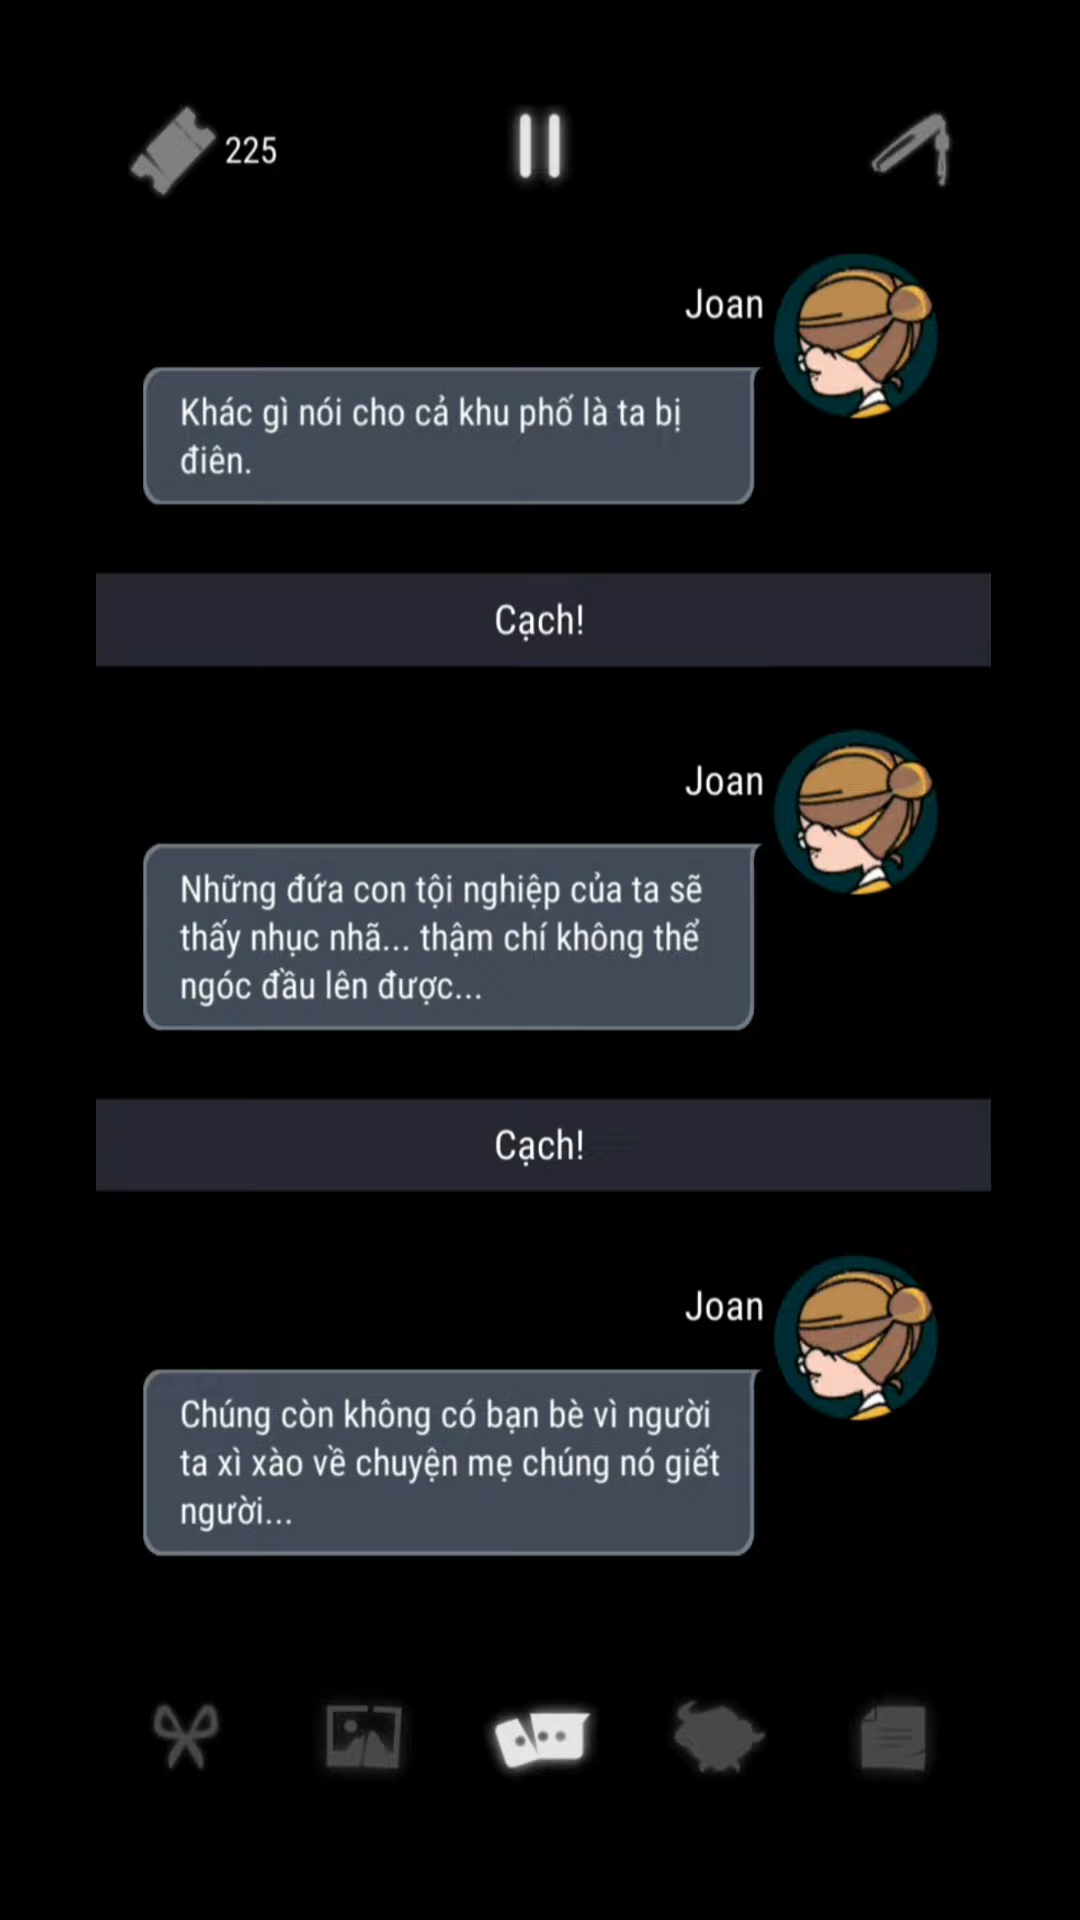 225
Joan
Khác gì nói cho cả khu phố là ta bị
điên.
Cạch!
Joan
Những đứa con tội nghiệp của ta sẽ
thấy nhục nhã... thậm chí không thể
ngóc đầu lên được...
Cạch!
Joan
Chúng còn không có bạn bè vì người
ta xì xào về chuyện mẹ chúng nó giết
người...